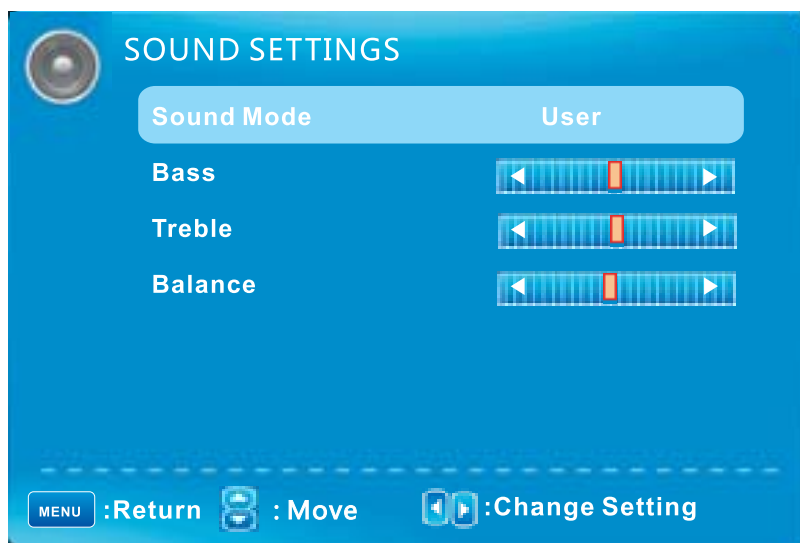 SOUND SETTINGS
Sound Mode User
Bass
Treble
Balance
MENU :Return : Move :Change Setting